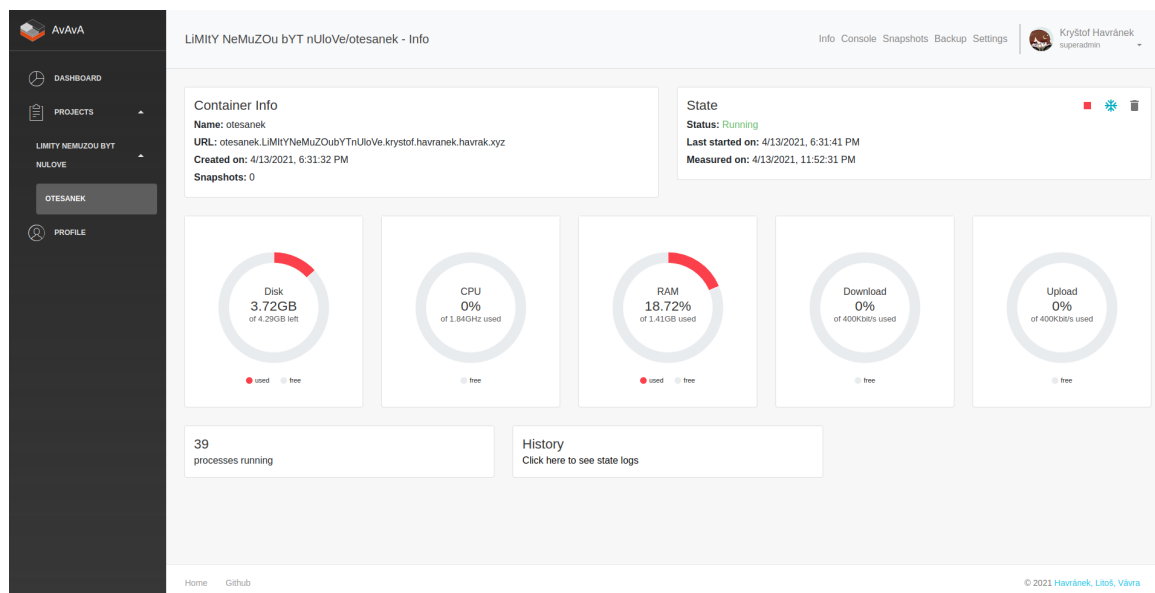 AvAvA
LiMItY NeMuZOu bYT nUloVe/otesanek - Info
Info Console Snapshots Backup Settings
Kryštof Havránek
superadmin
DASHBOARD
PROJECTS
LIMITY NEMUZOU BYT
NULOVE
OTESANEK
PROFILE
Container Info
Name: otesanek
URL: otesanek.LiMItYNeMuZOubYTnUloVe.krystof.havranek.havrak.xyz
Created on: 4/13/2021, 6:31:32 PM
Snapshots: 0
State
Status: Running
Last started on: 4/13/2021, 6:31:41 PM
Measured on: 4/13/2021, 11:52:31 PM
Disk
3.72GB
of 4.29GB left
used free
CPU
0%
of 1.84GHz used
free
RAM
18.72%
of 1.41GB used
used free
Download
0%
of 400Kbit/s used
free
Upload
0%
of 400Kbit/s used
free
39
processes running
History
Click here to see state logs
Home Github
© 2021 Havránek, Litoš, Vávra